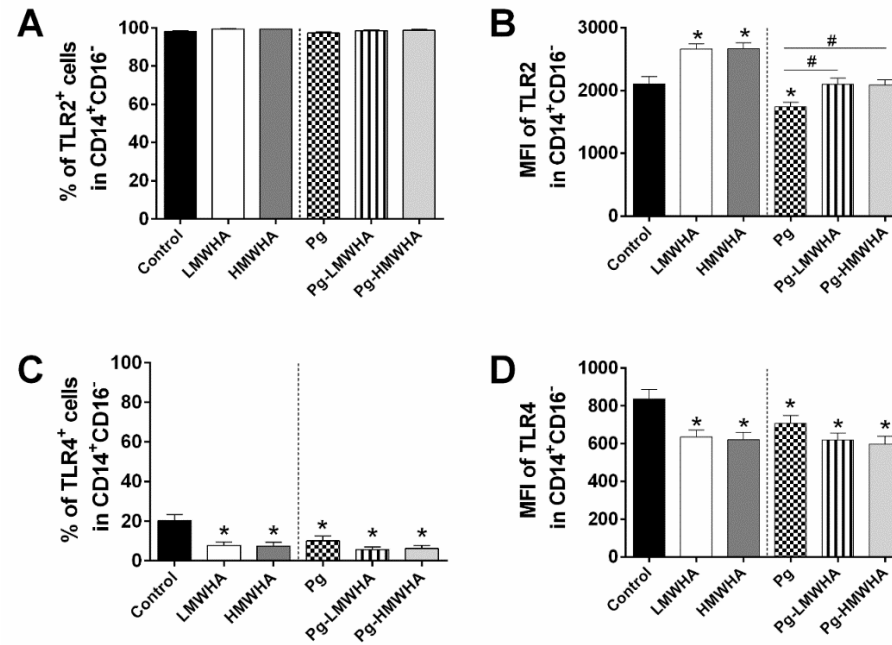 A
% of TLR2⁺ cells
in CD14⁺CD16⁻
100
80
60
40
20
0
Control
LMWHA
HMWHA
Pg
Pg-LMWHA
Pg-HMWHA
B
MFI of TLR2
in CD14⁺CD16⁻
3000
2000
1000
0
* * * # #
Control
LMWHA
HMWHA
Pg
Pg-LMWHA
Pg-HMWHA
C
% of TLR4⁺ cells
in CD14⁺CD16⁻
100
80
60
40
20
0
* * * * *
Control
LMWHA
HMWHA
Pg
Pg-LMWHA
Pg-HMWHA
D
MFI of TLR4
in CD14⁺CD16⁻
1000
800
600
400
200
0
* * * * *
Control
LMWHA
HMWHA
Pg
Pg-LMWHA
Pg-HMWHA